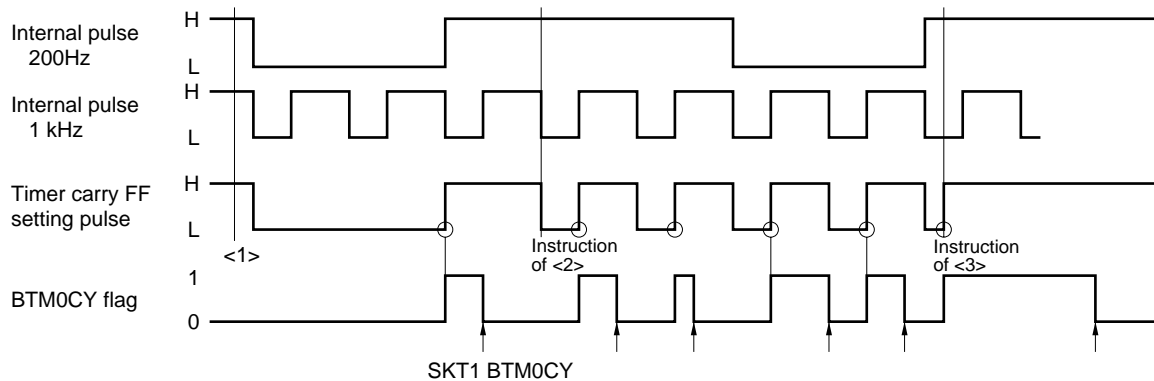 Internal pulse
200Hz
H
L
Internal pulse
1 kHz
H
L
Timer carry FF
setting pulse
H
L
<1>
Instruction
of <2>
Instruction
of <3>
BTM0CY flag
1
0
SKT1 BTM0CY